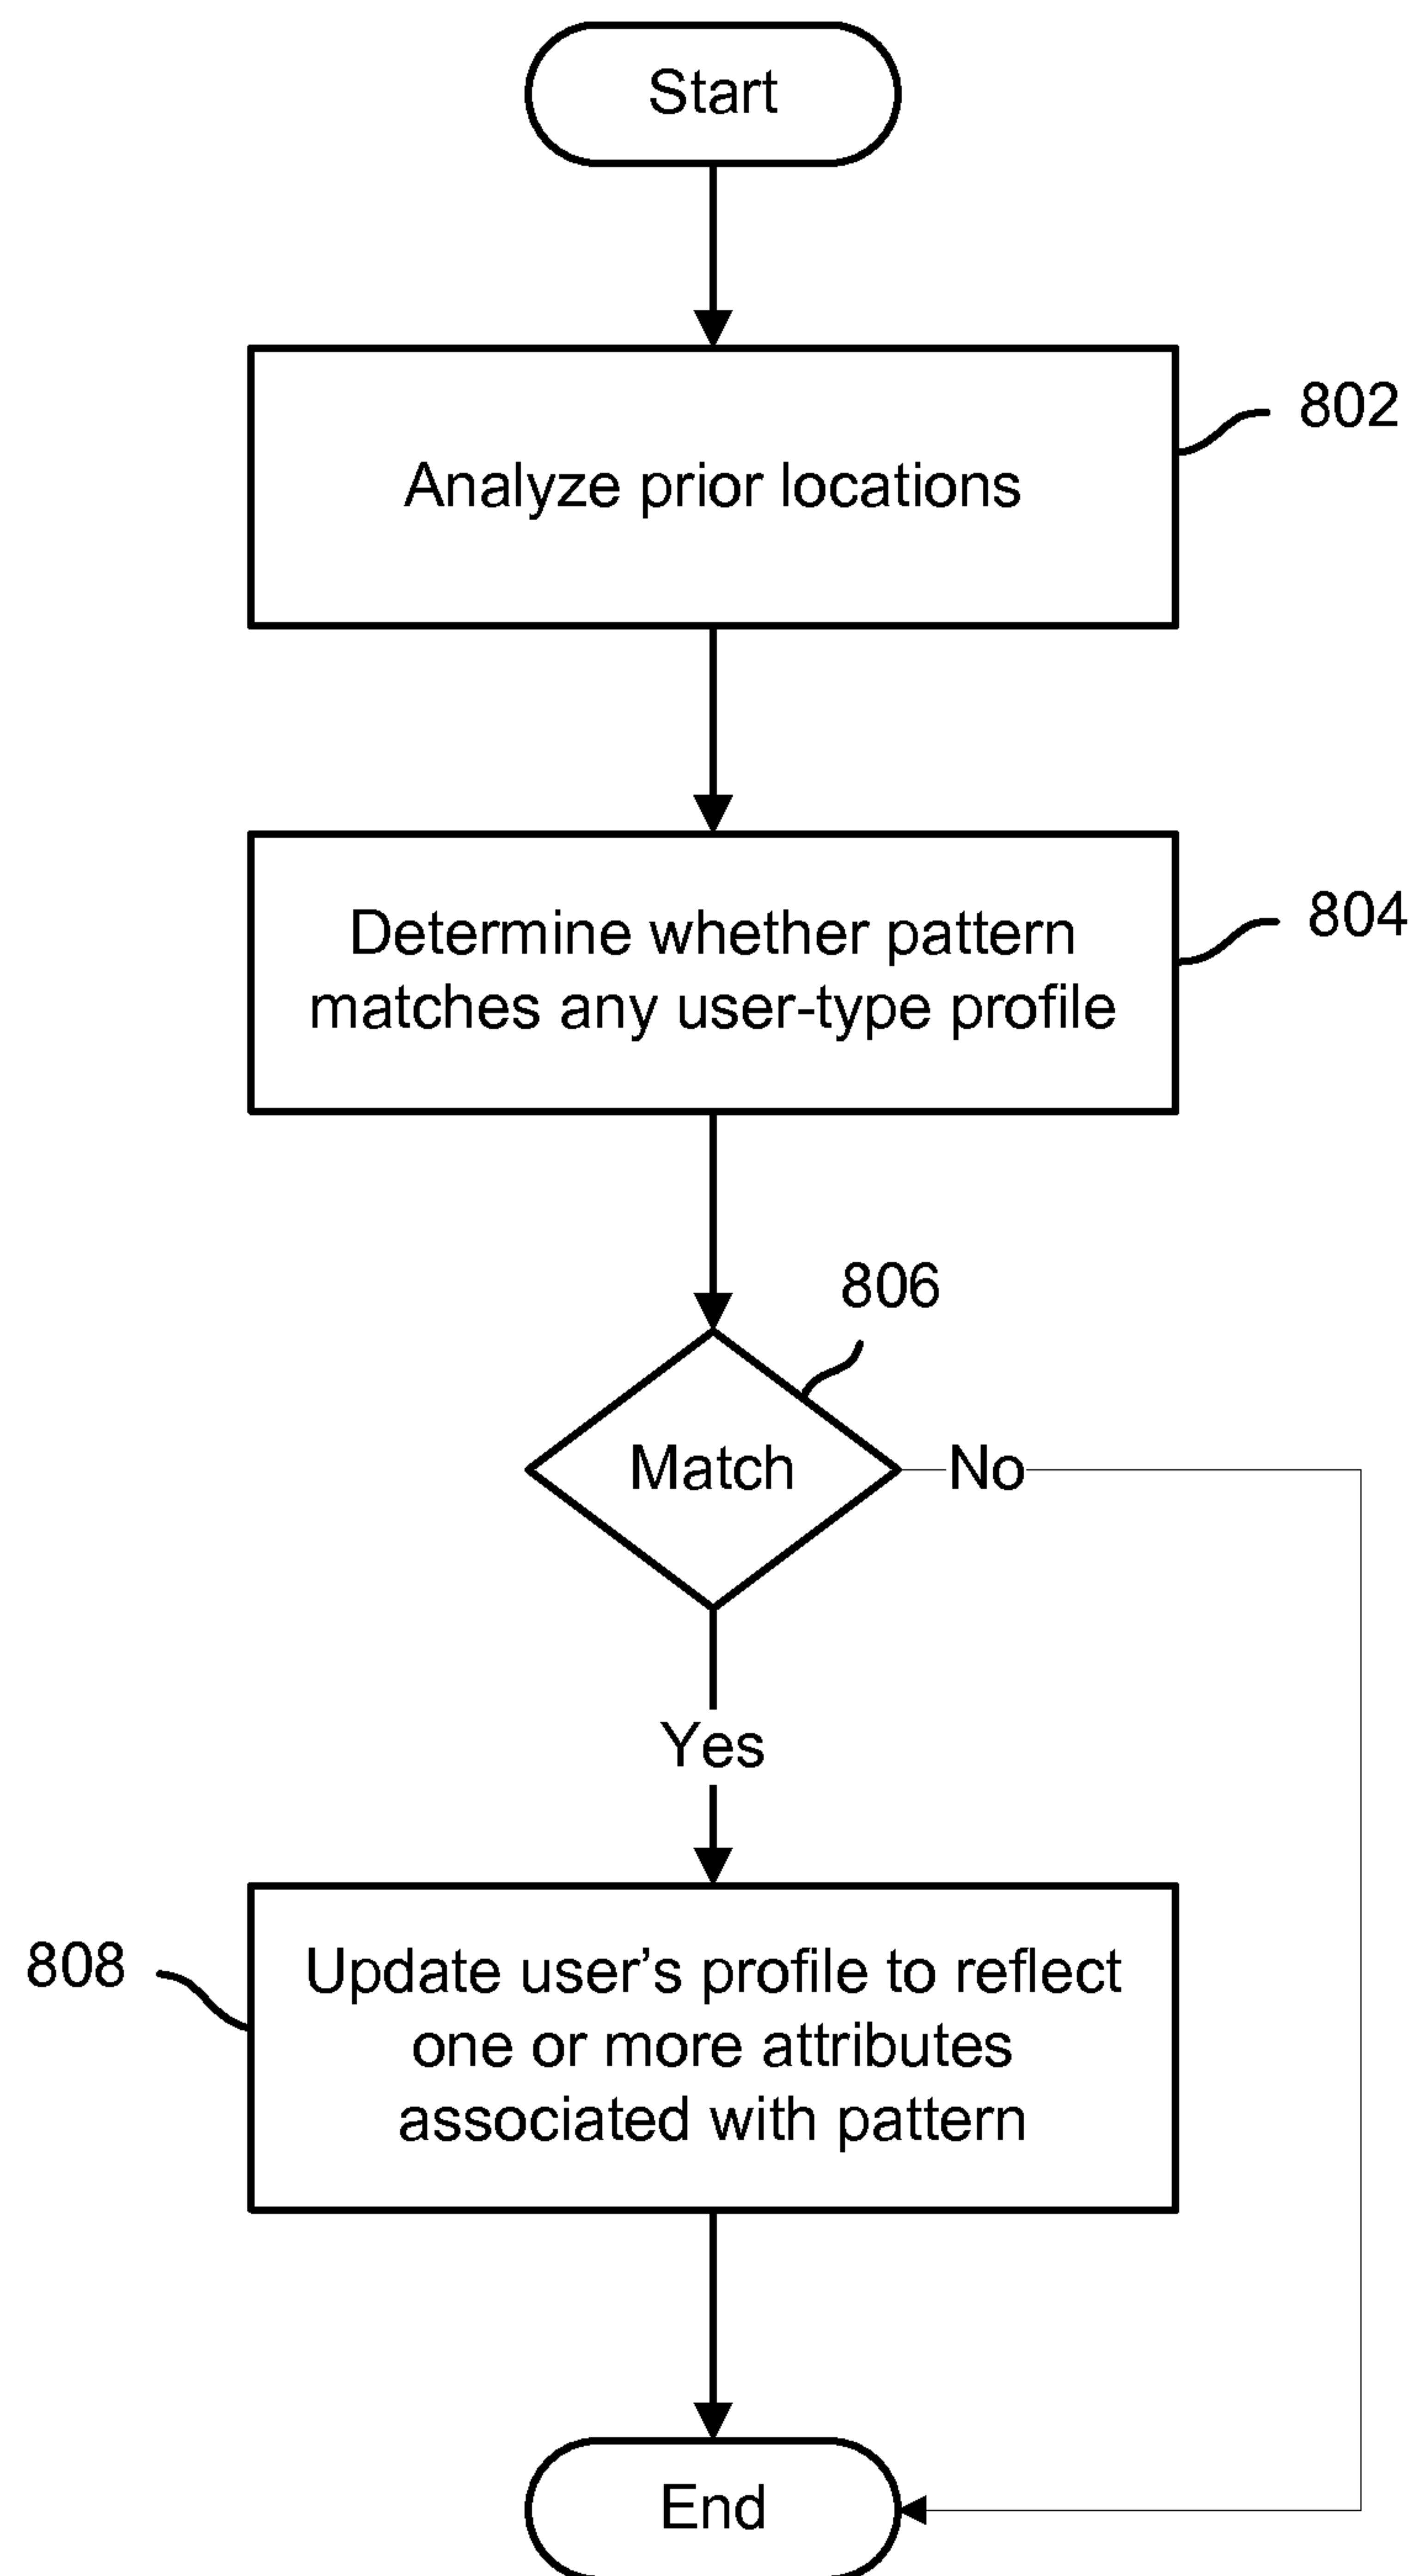 Start
802
Analyze prior locations
804
Determine whether pattern
matches any user-type profile
806
Match
No
Yes
808
Update user’s profile to reflect
one or more attributes
associated with pattern
End